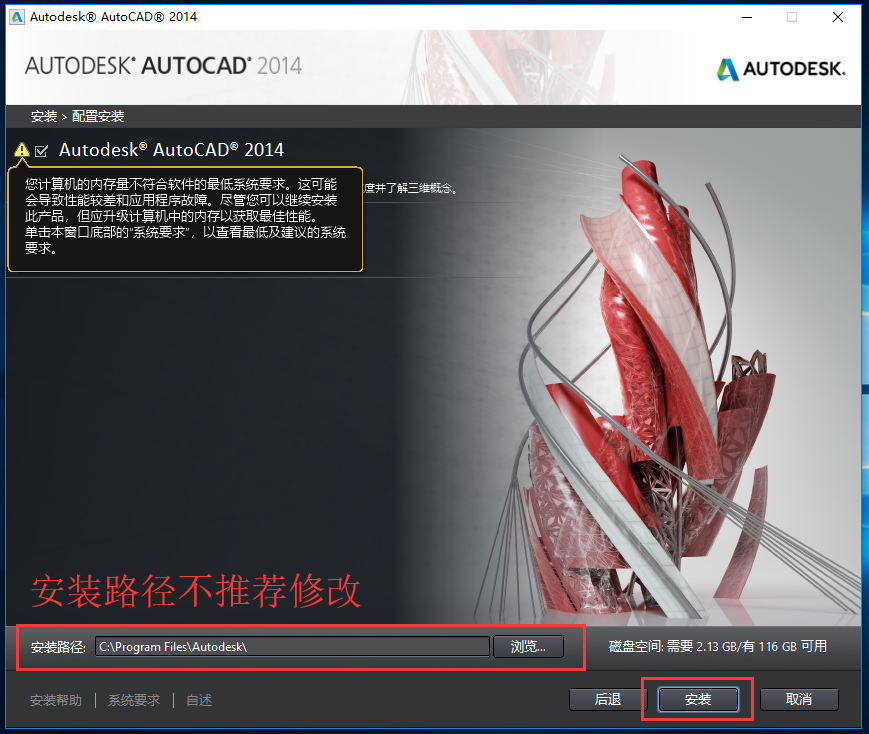 Autodesk® AutoCAD® 2014
AUTODESK® AUTOCAD® 2014
AUTODESK.
安装 > 配置安装
Autodesk® AutoCAD® 2014
您计算机的内存量不符合软件的最低系统要求。这可能
会导致性能较差和应用程序故障。尽管您可以继续安装
此产品，但应升级计算机中的内存以获取最佳性能。
单击本窗口底部的“系统要求”，以查看最低及建议的系统
要求。
度并了解三维概念。
安装路径不推荐修改
安装路径: C:\Program Files\Autodesk\ 浏览... 磁盘空间: 需要 2.13 GB/有 116 GB 可用
安装帮助 | 系统要求 | 自述 后退 安装 取消